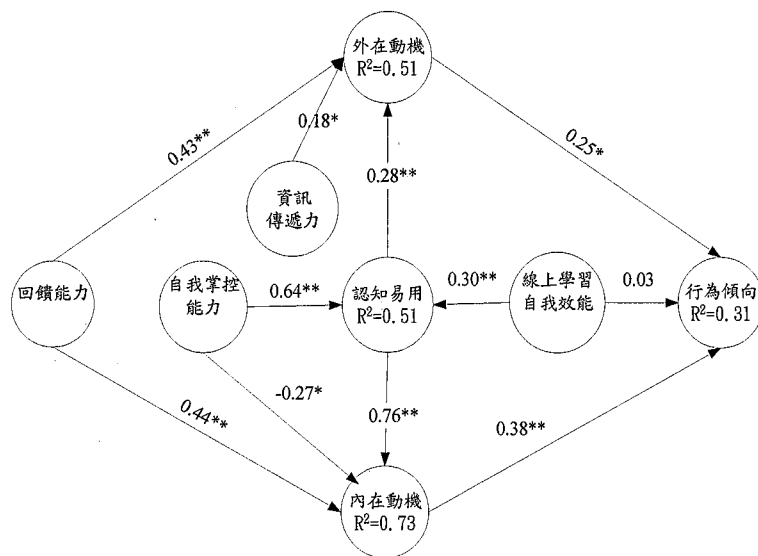 外在動機
R²=0.51
0.43**
0.18*
0.25*
資訊
傳遞力
0.28**
回饋能力
自我掌控
能力
0.64**
認知易用
R²=0.51
0.30**
線上學習
自我效能
0.03
行為傾向
R²=0.31
0.44**
-0.27*
0.76**
0.38**
內在動機
R²=0.73